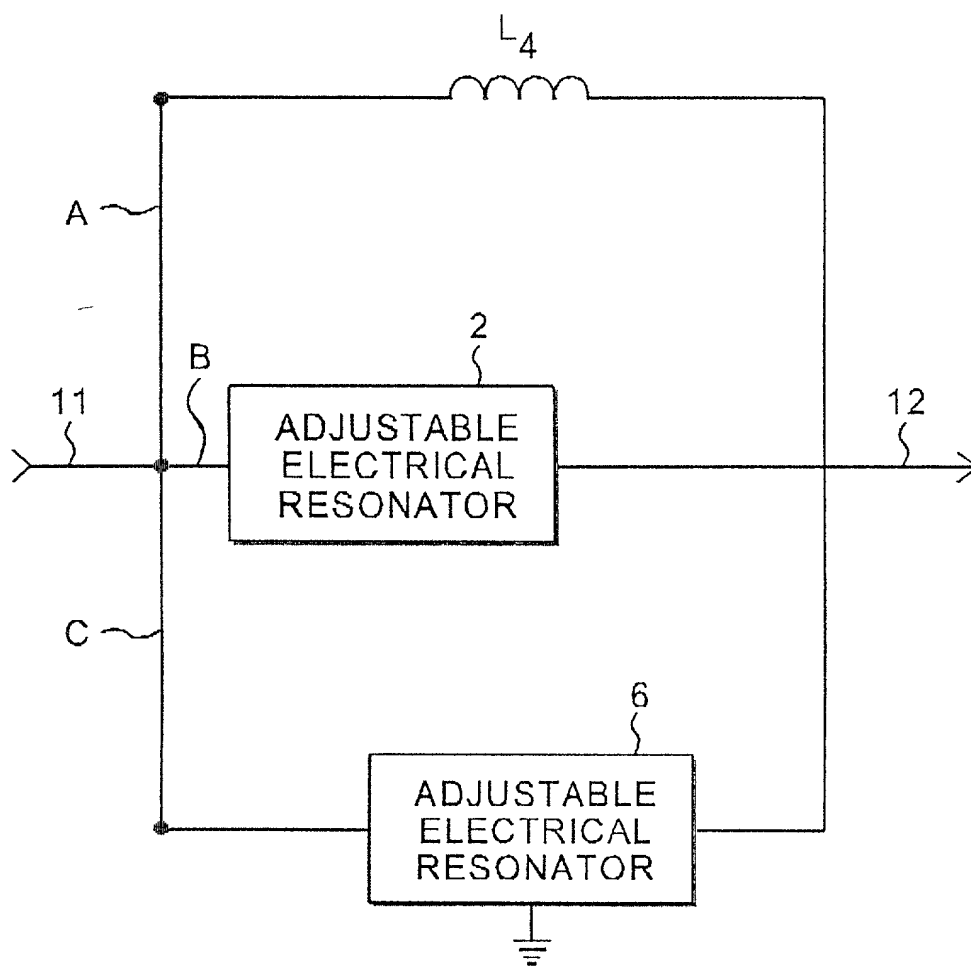 L4
A
2
B
11
12
ADJUSTABLE
ELECTRICAL
RESONATOR
C
6
ADJUSTABLE
ELECTRICAL
RESONATOR